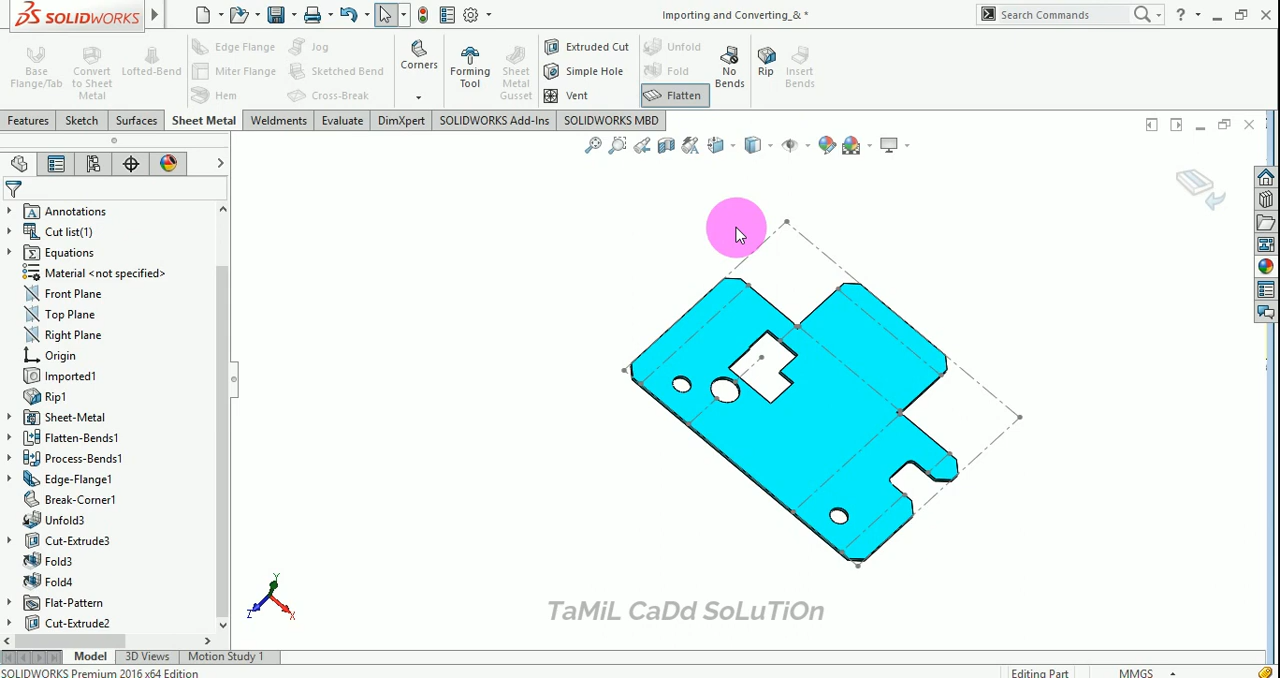 SOLIDWORKS
Importing and Converting_& *
Search Commands
?
Base Flange/Tab
Convert to Sheet Metal
Lofted-Bend
Edge Flange
Miter Flange
Hem
Jog
Sketched Bend
Cross-Break
Corners
Forming Tool
Sheet Metal Gusset
Extruded Cut
Simple Hole
Vent
Unfold
Fold
Flatten
No Bends
Rip
Insert Bends
Features
Sketch
Surfaces
Sheet Metal
Weldments
Evaluate
DimXpert
SOLIDWORKS Add-Ins
SOLIDWORKS MBD
Annotations
Cut list(1)
Equations
Material <not specified>
Front Plane
Top Plane
Right Plane
Origin
Imported1
Rip1
Sheet-Metal
Flatten-Bends1
Process-Bends1
Edge-Flange1
Break-Corner1
Unfold3
Cut-Extrude3
Fold3
Fold4
Flat-Pattern
Cut-Extrude2
Y
Z
X
TaMiL CaDd SoLuTiOn
Model
3D Views
Motion Study 1
SOLIDWORKS Premium 2016 x64 Edition
Editing Part
MMGS